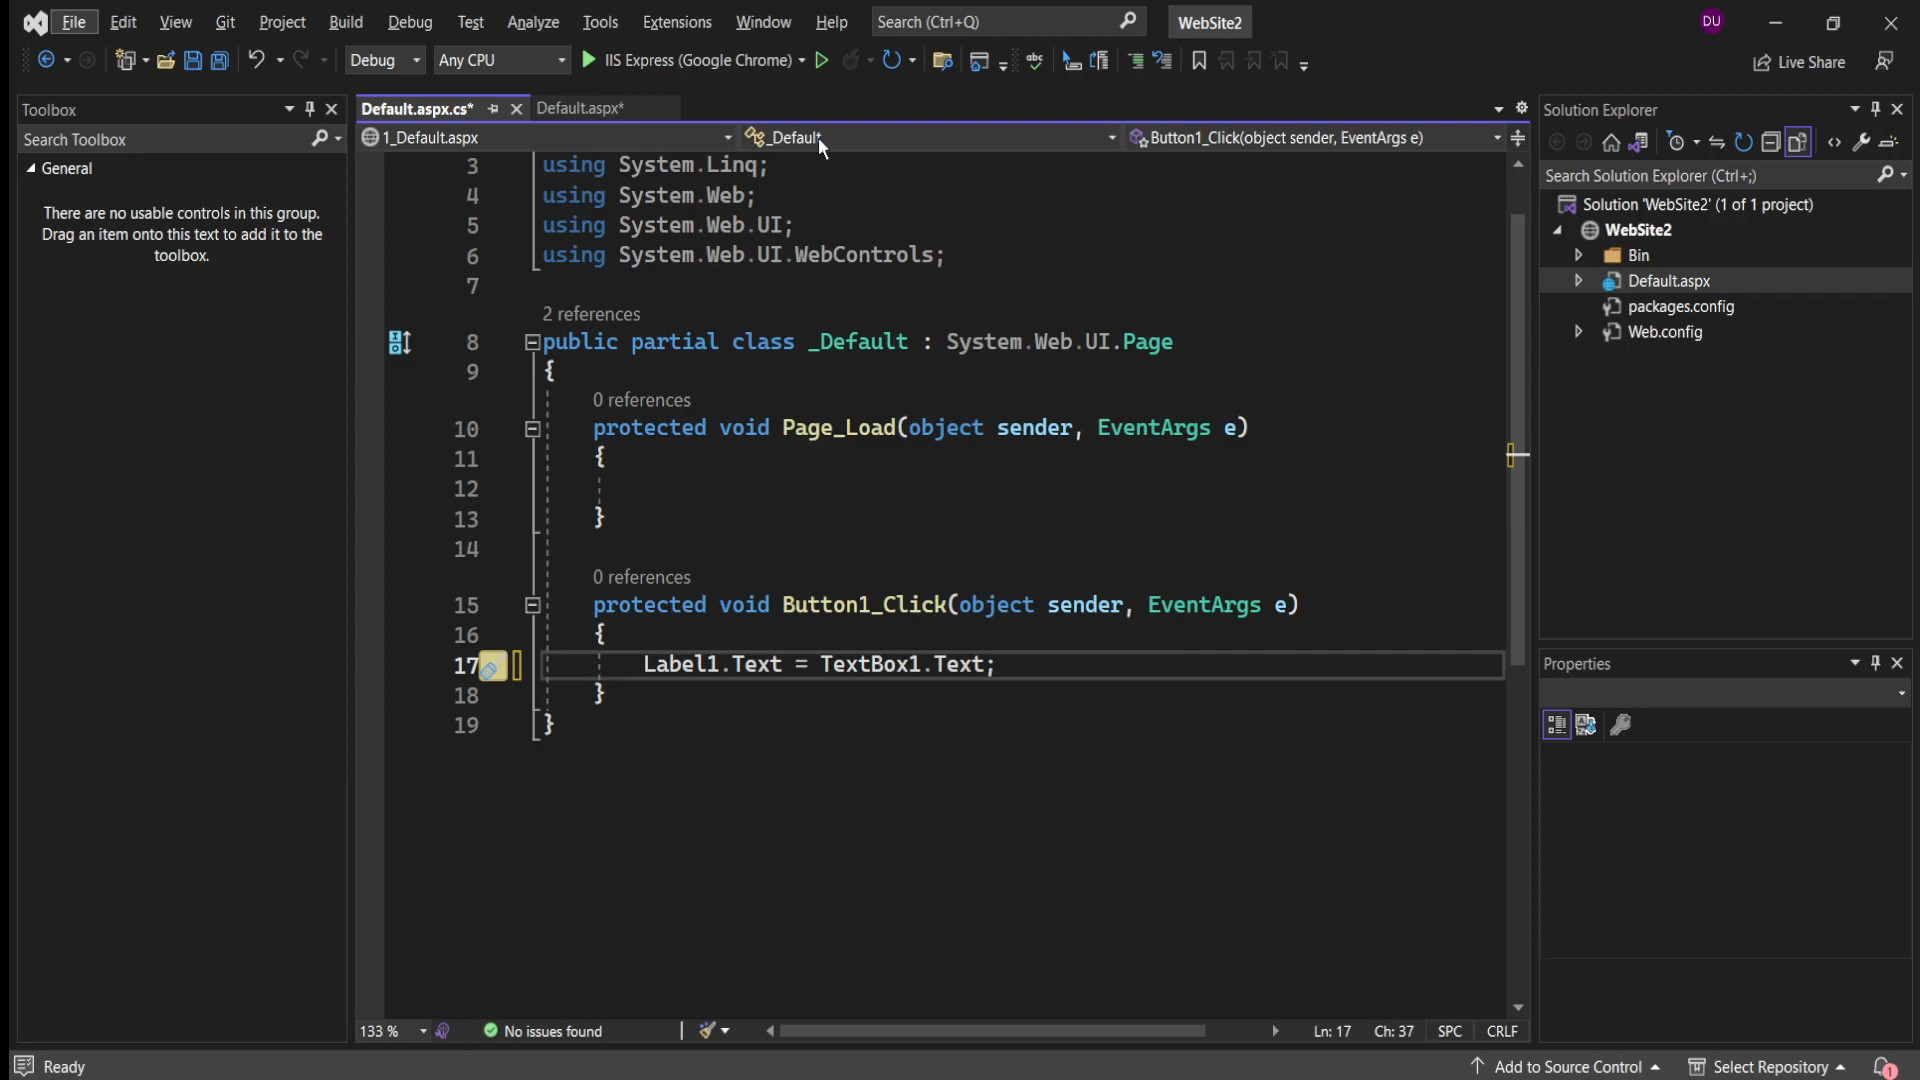 File Edit View Git Project Build Debug Test Analyze Tools Extensions Window Help Search (Ctrl+Q) WebSite2 DU
Debug Any CPU IIS Express (Google Chrome) abc Live Share
Toolbox
Search Toolbox
General
There are no usable controls in this group.
Drag an item onto this text to add it to the
toolbox.
Default.aspx.cs* Default.aspx*
1_Default.aspx _Default Button1_Click(object sender, EventArgs e)
3 using System.Linq;
4 using System.Web;
5 using System.Web.UI;
6 using System.Web.UI.WebControls;
7
2 references
8 public partial class _Default : System.Web.UI.Page
9 {
0 references
10 protected void Page_Load(object sender, EventArgs e)
11 {
12
13 }
14
0 references
15 protected void Button1_Click(object sender, EventArgs e)
16 {
17 Label1.Text = TextBox1.Text;
18 }
19 }
133 % No issues found Ln: 17 Ch: 37 SPC CRLF
Solution Explorer
Search Solution Explorer (Ctrl+;)
Solution 'WebSite2' (1 of 1 project)
WebSite2
Bin
Default.aspx
packages.config
Web.config
Properties
Ready Add to Source Control Select Repository 1